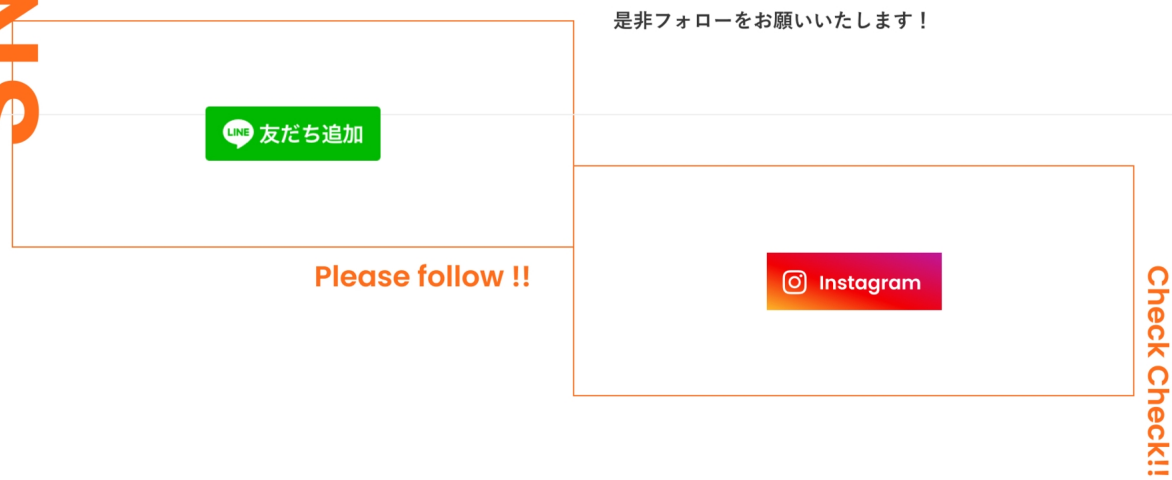 是非フォローをお願いいたします！
LINE 友だち追加
Please follow !!
Instagram
Check Check!!